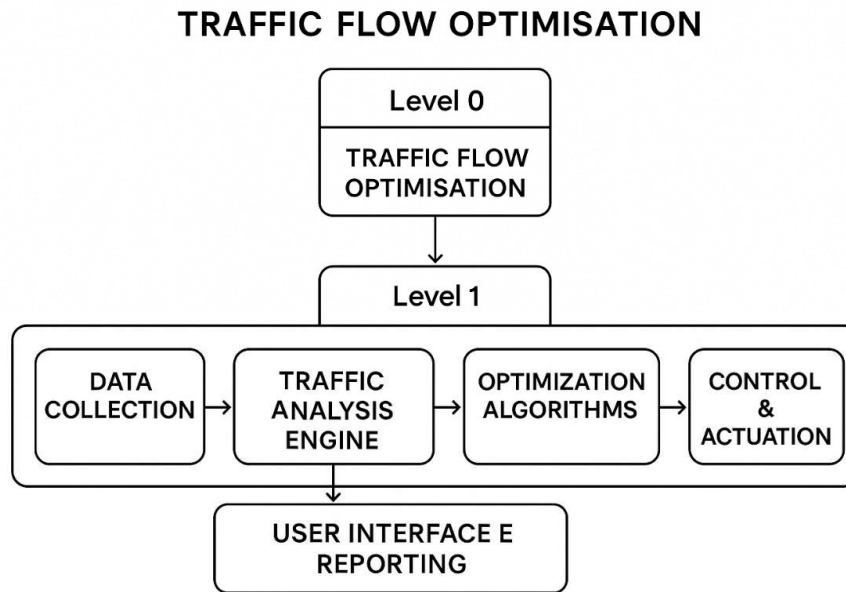 TRAFFIC FLOW OPTIMISATION
Level 0
TRAFFIC FLOW
OPTIMISATION
Level 1
DATA
COLLECTION
TRAFFIC
ANALYSIS
ENGINE
OPTIMIZATION
ALGORITHMS
CONTROL
&
ACTUATION
USER INTERFACE E
REPORTING